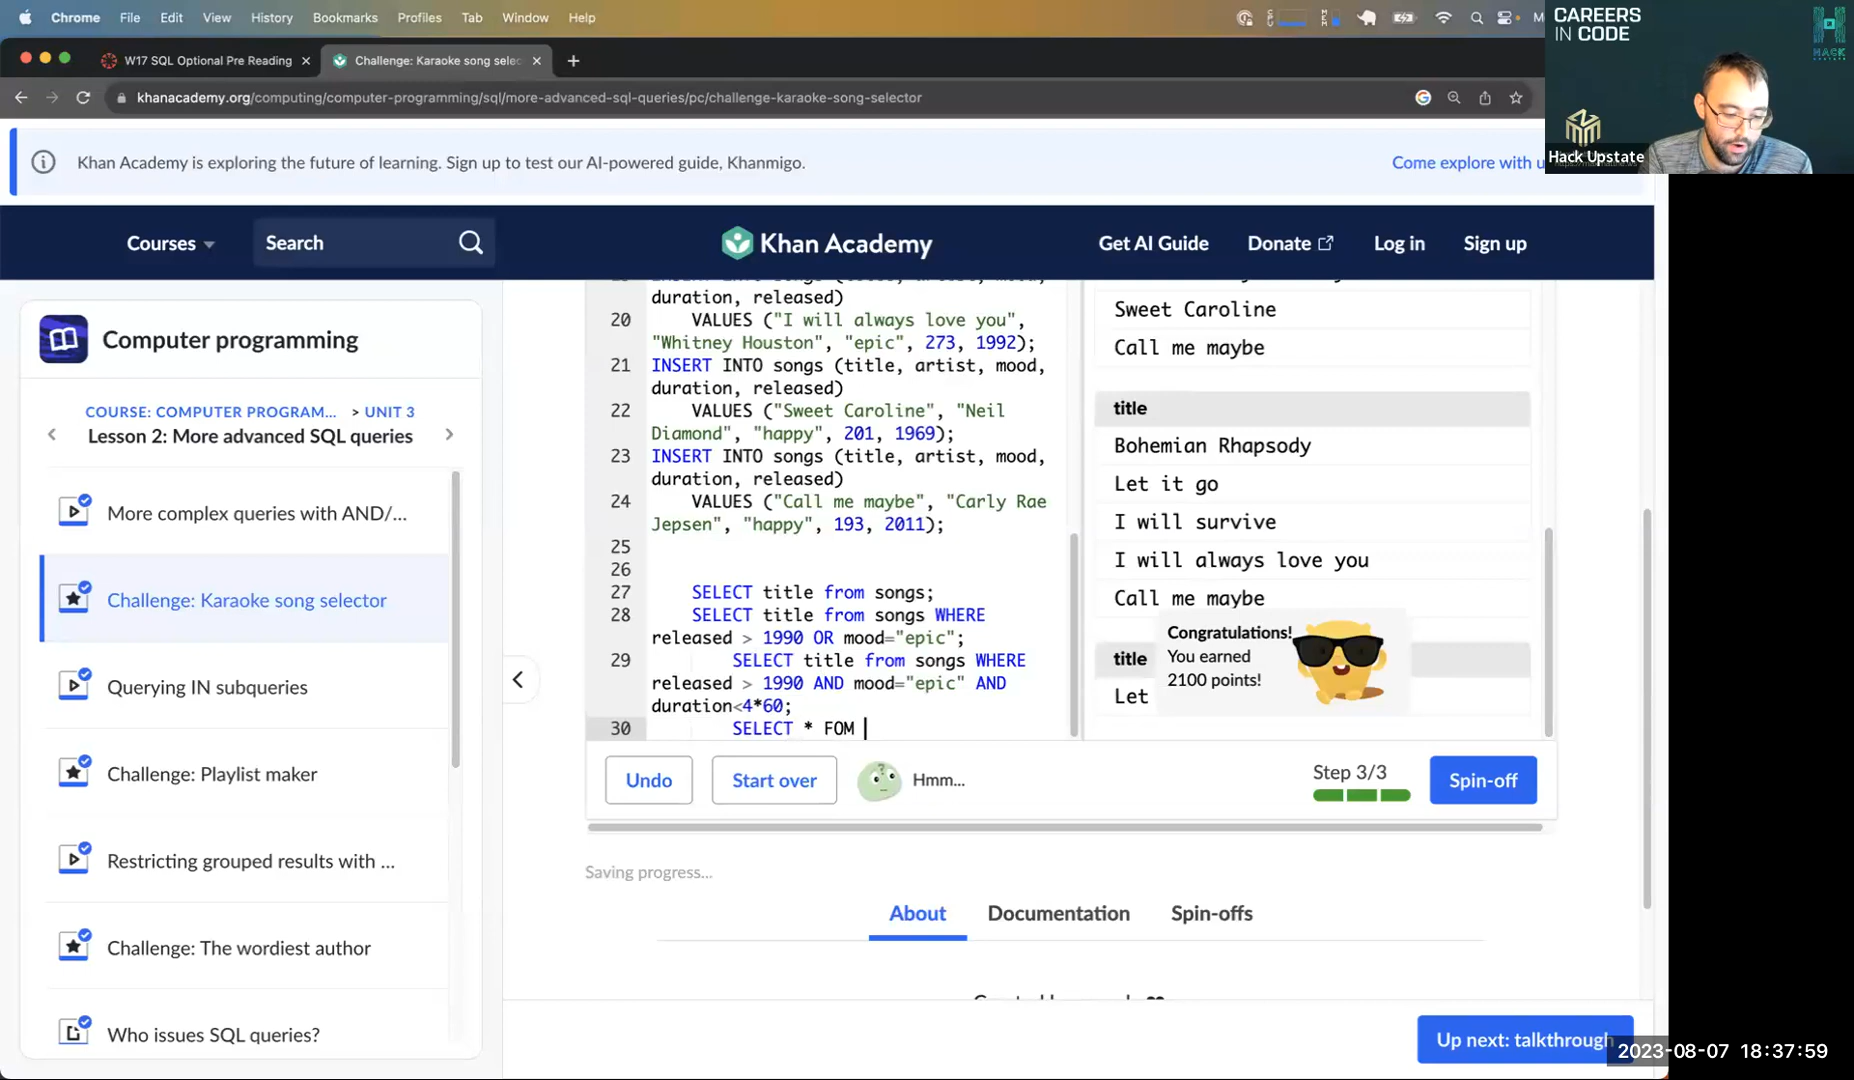 Chrome File Edit View History Bookmarks Profiles Tab Window Help
CAREERS
IN CODE
HACK
W17 SQL Optional Pre Reading
Challenge: Karaoke song selec
khanacademy.org/computing/computer-programming/sql/more-advanced-sql-queries/pc/challenge-karaoke-song-selector
Hack Upstate
Khan Academy is exploring the future of learning. Sign up to test our AI-powered guide, Khanmigo.
Come explore with u
Courses
Search
Khan Academy
Get AI Guide
Donate
Log in
Sign up
Computer programming
COURSE: COMPUTER PROGRAM... > UNIT 3
Lesson 2: More advanced SQL queries
More complex queries with AND/...
Challenge: Karaoke song selector
Querying IN subqueries
Challenge: Playlist maker
Restricting grouped results with ...
Challenge: The wordiest author
Who issues SQL queries?
duration, released)
20 VALUES ("I will always love you",
"Whitney Houston", "epic", 273, 1992);
21 INSERT INTO songs (title, artist, mood,
duration, released)
22 VALUES ("Sweet Caroline", "Neil
Diamond", "happy", 201, 1969);
23 INSERT INTO songs (title, artist, mood,
duration, released)
24 VALUES ("Call me maybe", "Carly Rae
Jepsen", "happy", 193, 2011);
25
26
27 SELECT title from songs;
28 SELECT title from songs WHERE
released > 1990 OR mood="epic";
29 SELECT title from songs WHERE
released > 1990 AND mood="epic" AND
duration<4*60;
30 SELECT * FOM
Sweet Caroline
Call me maybe
title
Bohemian Rhapsody
Let it go
I will survive
I will always love you
Call me maybe
title
Let
Congratulations!
You earned
2100 points!
Undo
Start over
Hmm...
Step 3/3
Spin-off
Saving progress...
About
Documentation
Spin-offs
Up next: talkthrough
2023-08-07 18:37:59